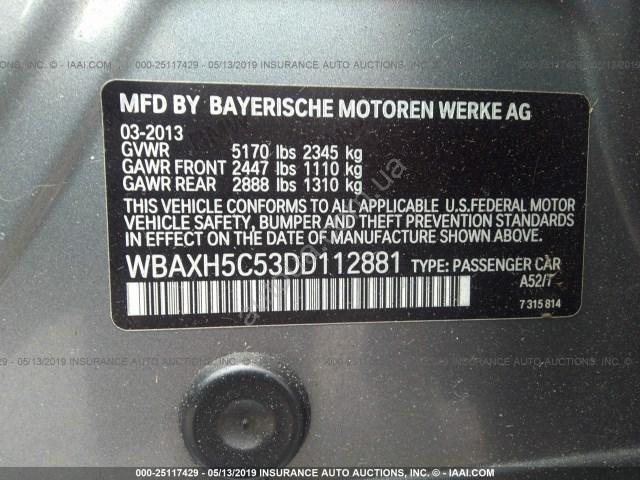 000-25117429 - 05/13/2019 INSURANCE AUTO AUCTIONS, INC. - © IAAI.COM
MFD BY BAYERISCHE MOTOREN WERKE AG
03-2013
GVWR 5170 lbs 2345 kg
GAWR FRONT 2447 lbs 1110 kg
GAWR REAR 2888 lbs 1310 kg
THIS VEHICLE CONFORMS TO ALL APPLICABLE U.S.FEDERAL MOTOR
VEHICLE SAFETY, BUMPER AND THEFT PREVENTION STANDARDS
IN EFFECT ON THE DATE OF MANUFACTURE SHOWN ABOVE.
WBAXH5C53DD112881 TYPE: PASSENGER CAR
A52/7
7 315 814
000-25117429 - 05/13/2019 INSURANCE AUTO AUCTIONS, INC. - © IAAI.COM